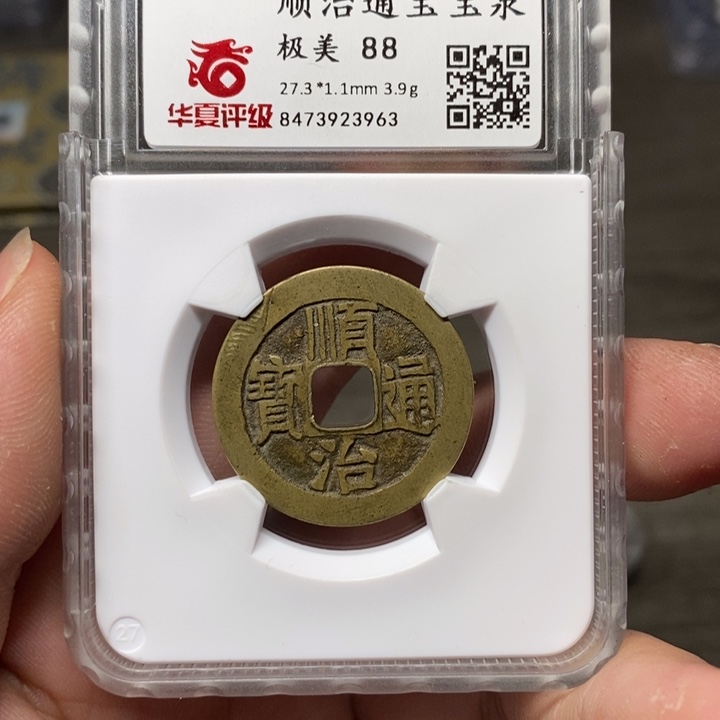 顺治通宝宝泉
极美 88
27.3*1.1mm 3.9g
华夏评级 8473923963
順治通寶
27